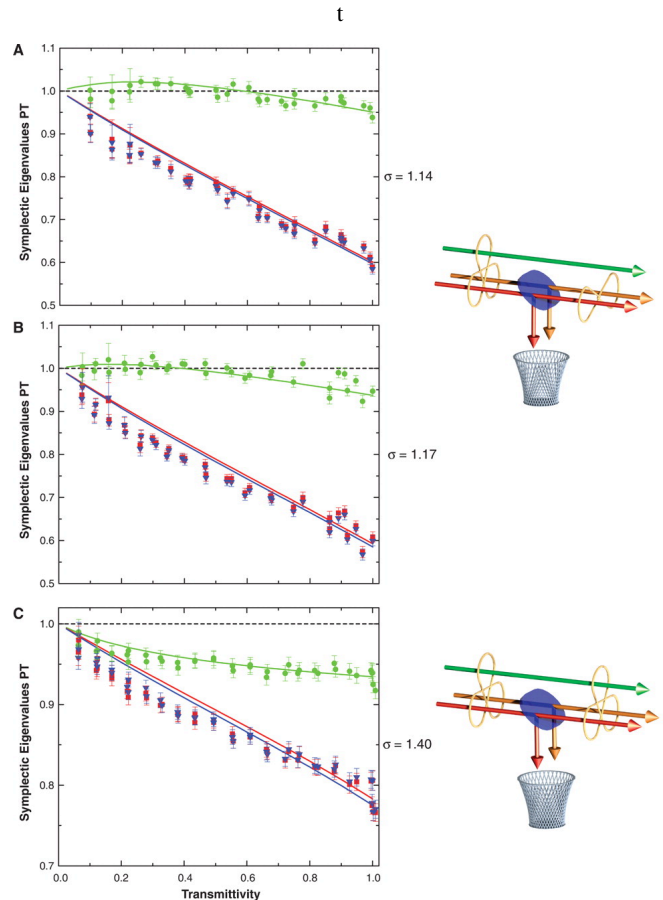 t
A
1.1
1.0
0.9
0.8
0.7
0.6
0.5
Symplectic Eigenvalues PT
σ = 1.14
B
1.1
1.0
0.9
0.8
0.7
0.6
0.5
Symplectic Eigenvalues PT
σ = 1.17
C
1.0
0.9
0.8
0.7
Symplectic Eigenvalues PT
σ = 1.40
0.0 0.2 0.4 0.6 0.8 1.0
Transmittivity